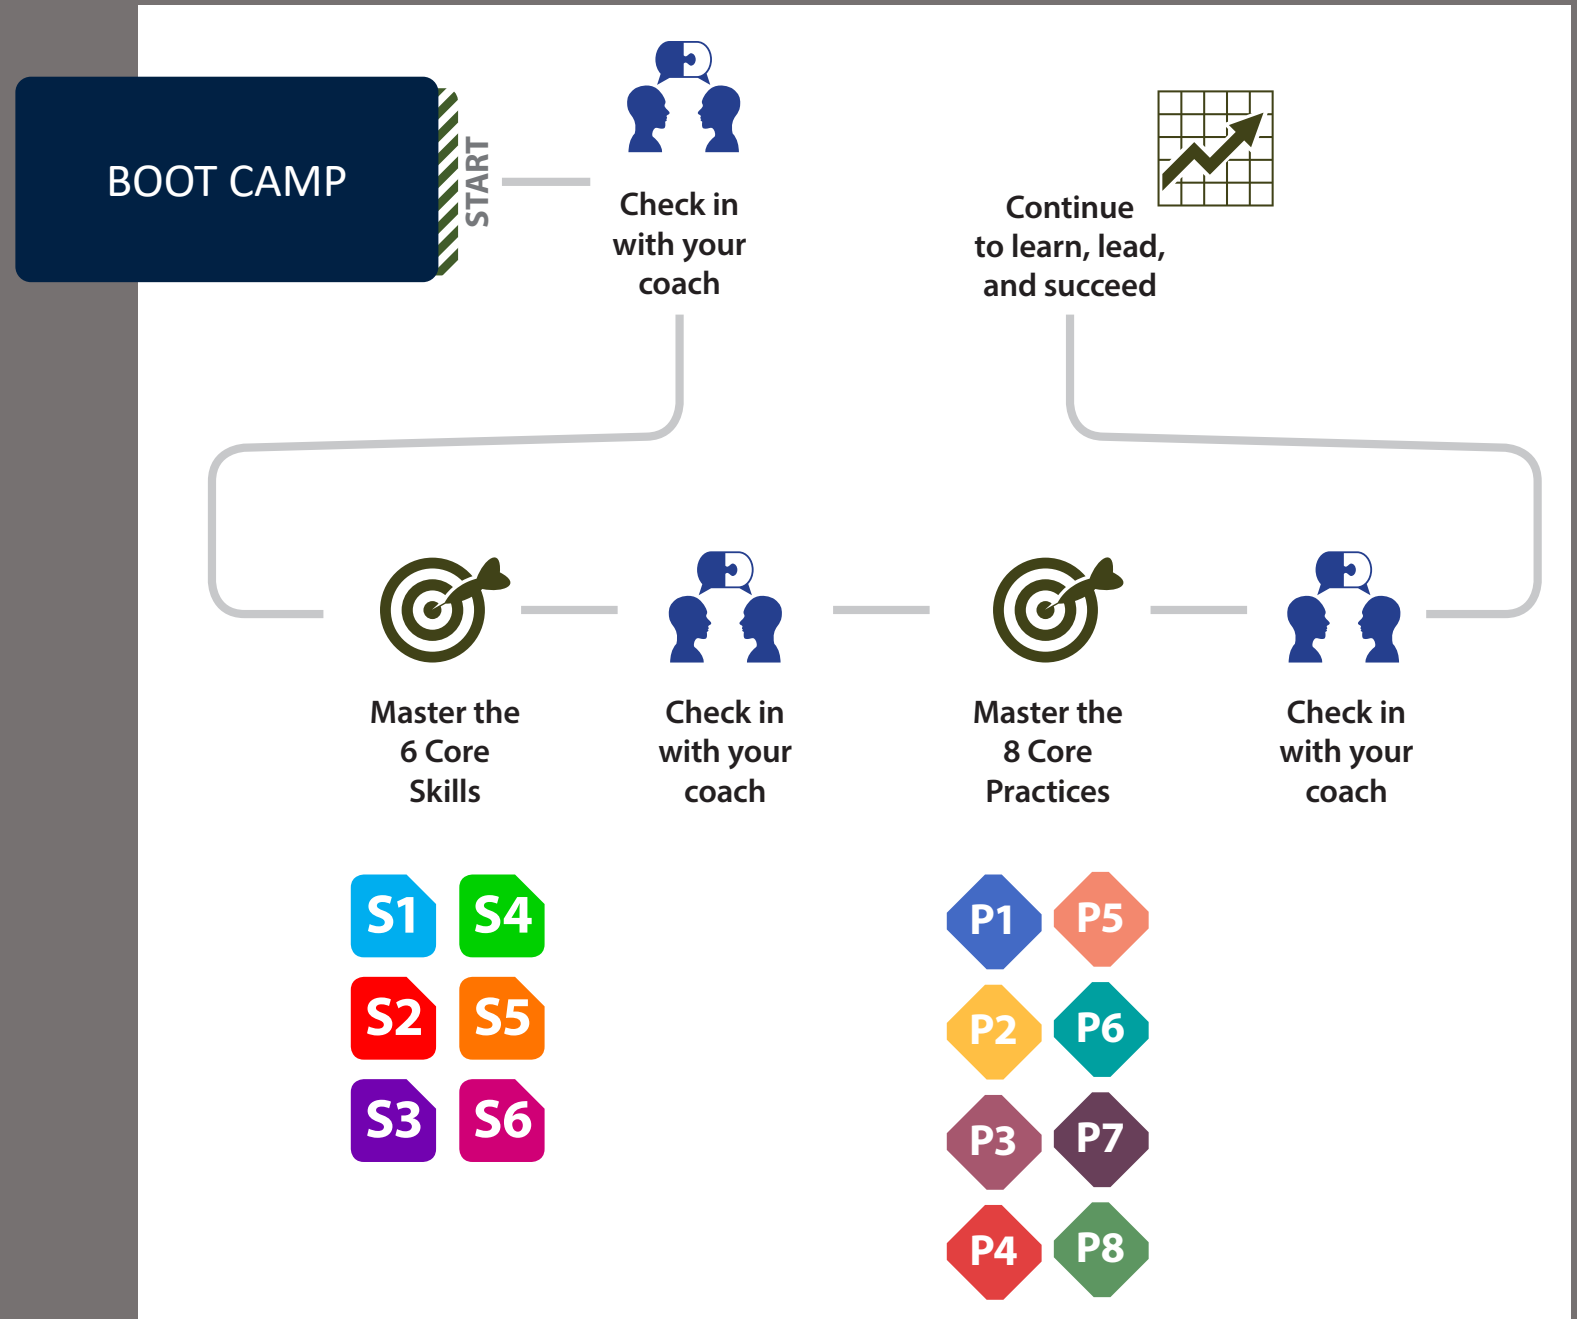 BOOT CAMP
START
Check in
with your
coach
Continue
to learn, lead,
and succeed
Master the
6 Core
Skills
Check in
with your
coach
Master the
8 Core
Practices
Check in
with your
coach
S1 S4
S2 S5
S3 S6
P1 P5
P2 P6
P3 P7
P4 P8